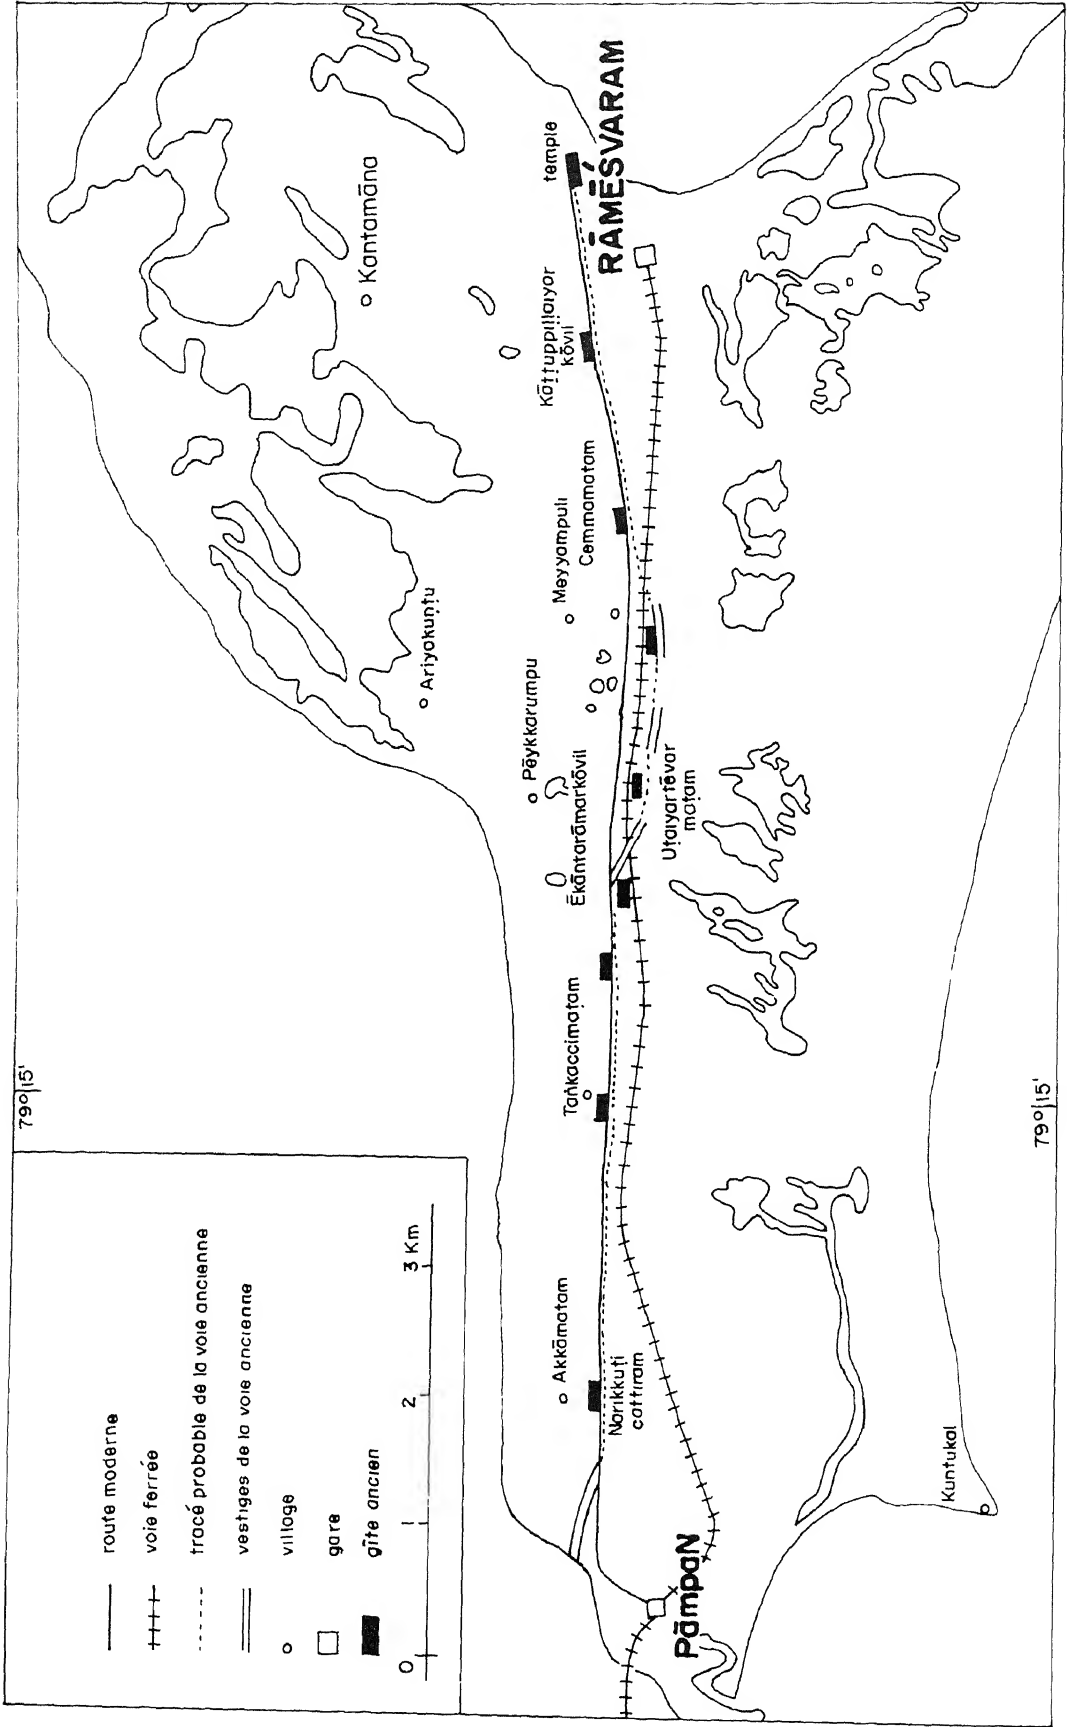 79°15'
route moderne
voie ferrée
tracé probable de la voie ancienne
vestiges de la voie ancienne
village
gare
gîte ancien
0 1 2 3 Km
Kantamāna
Ariyakuṇṭu
temple
RĀMĒŚVARAM
Kāṭṭuppiḷḷaiyar
kōvil
Cemmamatam
Meyyampuli
Pēykkarumpu
Ēkāntarāmarkōvil
Uṭaiyartēvar
maṭam
Taṅkaccimaṭam
Akkāmatam
Narikkuṭi
cattiram
PāmpaN
Kuntukal
79°15'